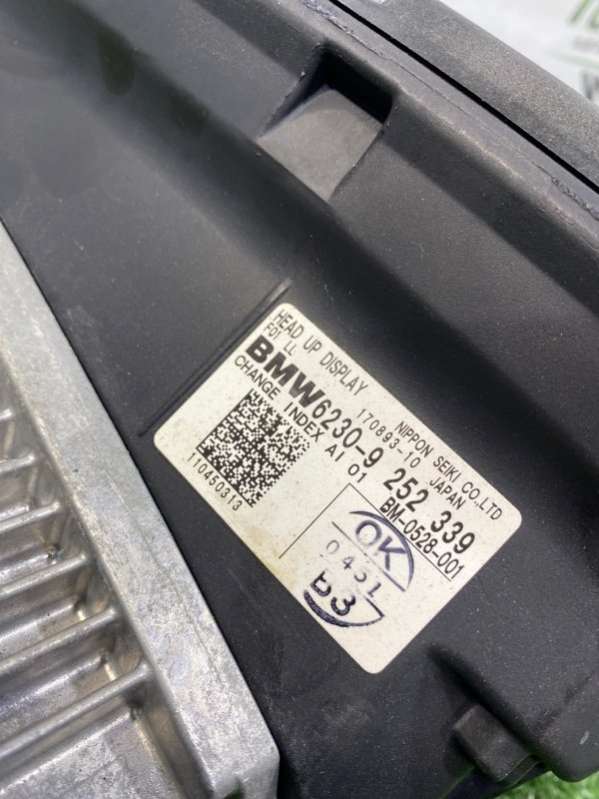 HEAD UP DISPLAY NIPPON SEIKI CO.,LTD
F01 LL 170893-10 JAPAN
BMW6230-9 252 339
CHANGE INDEX AI 01 BM-0528-001
110450313
OK
0431
B3